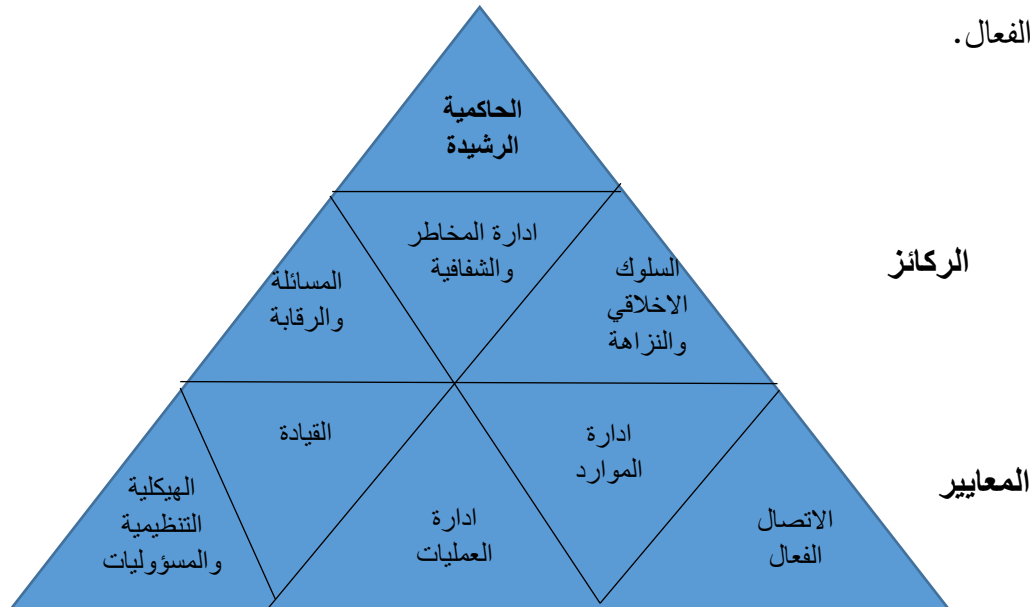 الفعال.
الحاكمية
الرشيدة
ادارة المخاطر
والشفافية
السلوك
الاخلاقي
والنزاهة
المسائلة
والرقابة
الركائز
القيادة
ادارة
الموارد
الهيكلية
التنظيمية
والمسؤوليات
ادارة
العمليات
الاتصال
الفعال
المعايير